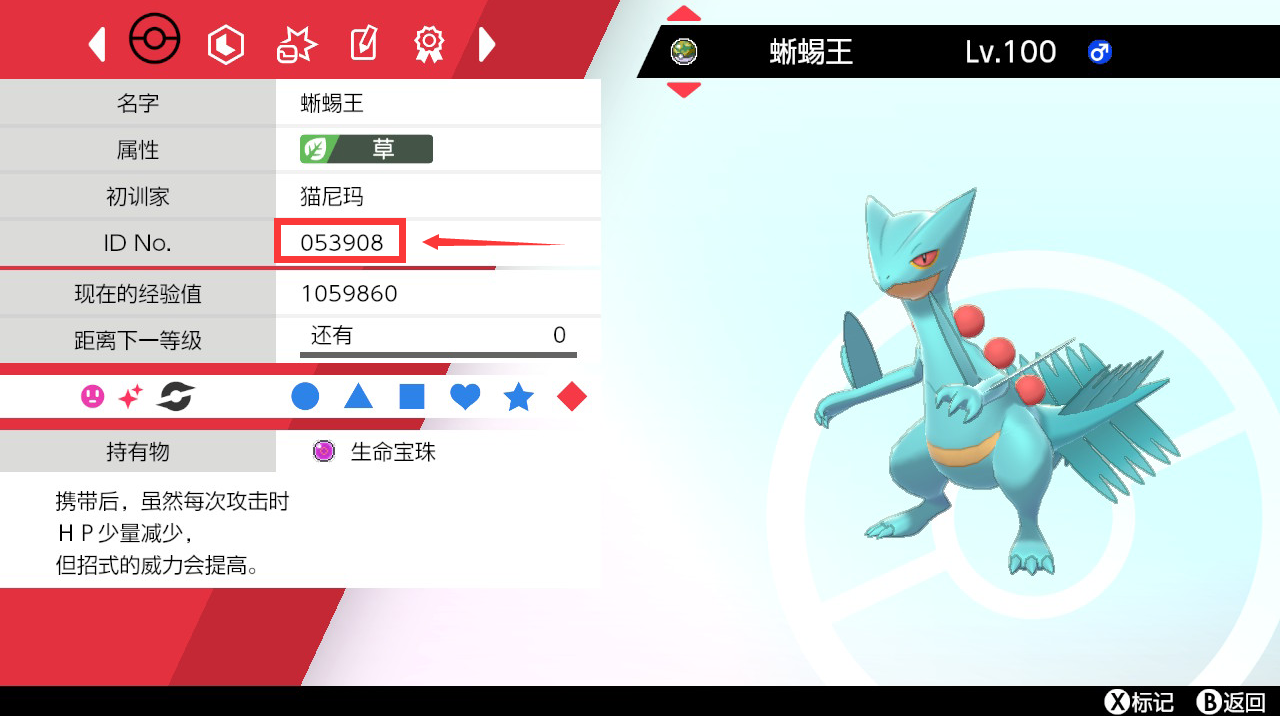 蜥蜴王 Lv.100
名字 蜥蜴王
属性 草
初训家 猫尼玛
ID No. 053908
现在的经验值 1059860
距离下一等级 还有 0
持有物 生命宝珠
携带后，虽然每次攻击时
ＨＰ少量减少，
但招式的威力会提高。
X标记 B返回